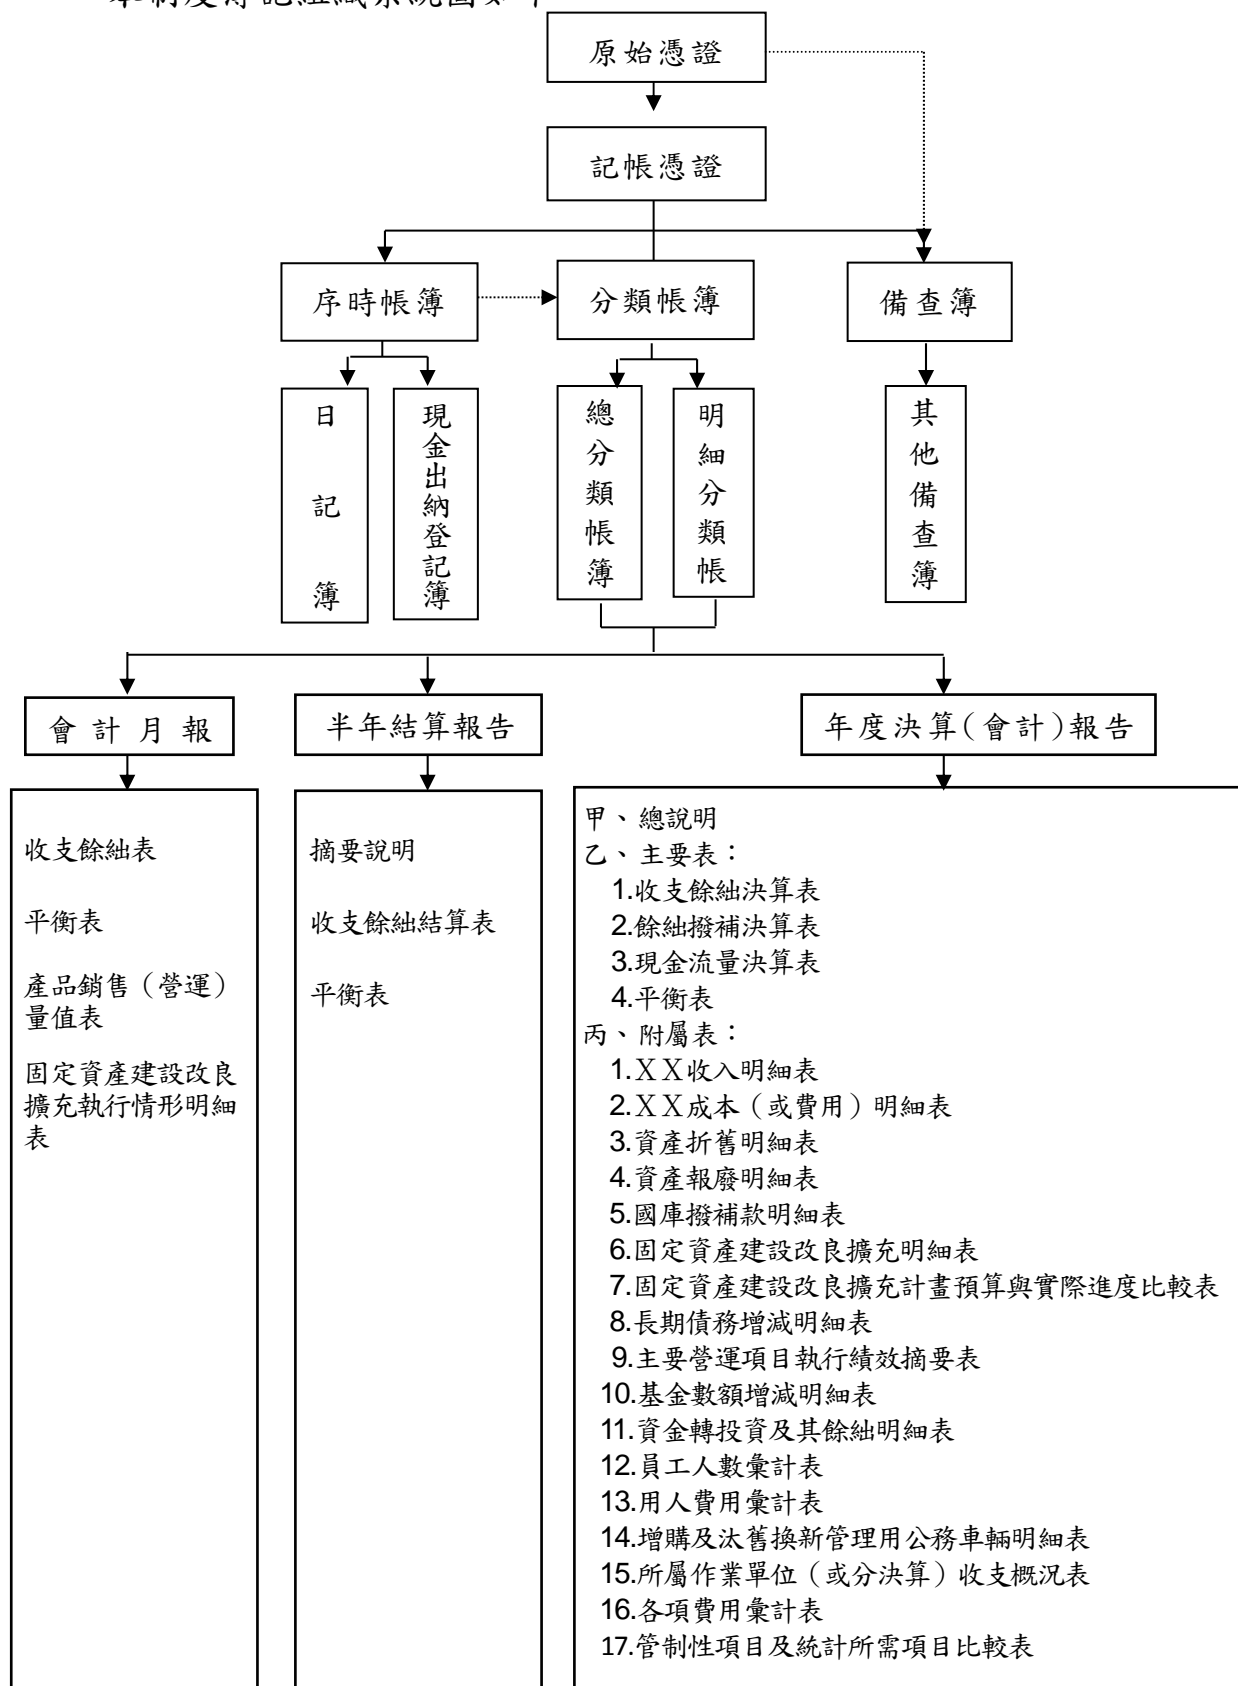 本制度簿記組織系統圖如下
原始憑證
記帳憑證
序時帳簿
分類帳簿
備查簿
日記簿
現金出納登記簿
總分類帳簿
明細分類帳
其他備查簿
會計月報
半年結算報告
年度決算(會計)報告
收支餘絀表
平衡表
產品銷售（營運）
量值表
固定資產建設改良
擴充執行情形明細
表
摘要說明
收支餘絀結算表
平衡表
甲、總說明
乙、主要表：
1.收支餘絀決算表
2.餘絀撥補決算表
3.現金流量決算表
4.平衡表
丙、附屬表：
1.ＸＸ收入明細表
2.ＸＸ成本（或費用）明細表
3.資產折舊明細表
4.資產報廢明細表
5.國庫撥補款明細表
6.固定資產建設改良擴充明細表
7.固定資產建設改良擴充計畫預算與實際進度比較表
8.長期債務增減明細表
9.主要營運項目執行績效摘要表
10.基金數額增減明細表
11.資金轉投資及其餘絀明細表
12.員工人數彙計表
13.用人費用彙計表
14.增購及汰舊換新管理用公務車輛明細表
15.所屬作業單位（或分決算）收支概況表
16.各項費用彙計表
17.管制性項目及統計所需項目比較表